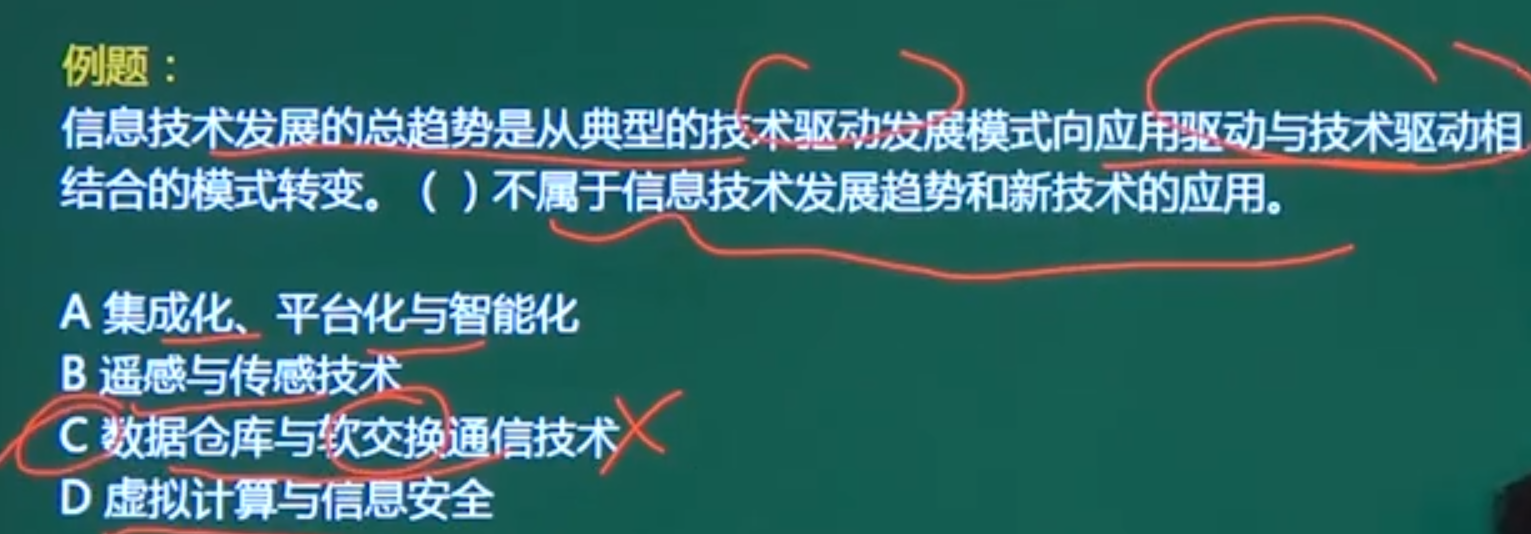 例题：
信息技术发展的总趋势是从典型的技术驱动发展模式向应用驱动与技术驱动相
结合的模式转变。（ ）不属于信息技术发展趋势和新技术的应用。
A 集成化、平台化与智能化
B 遥感与传感技术
C 数据仓库与软交换通信技术
D 虚拟计算与信息安全